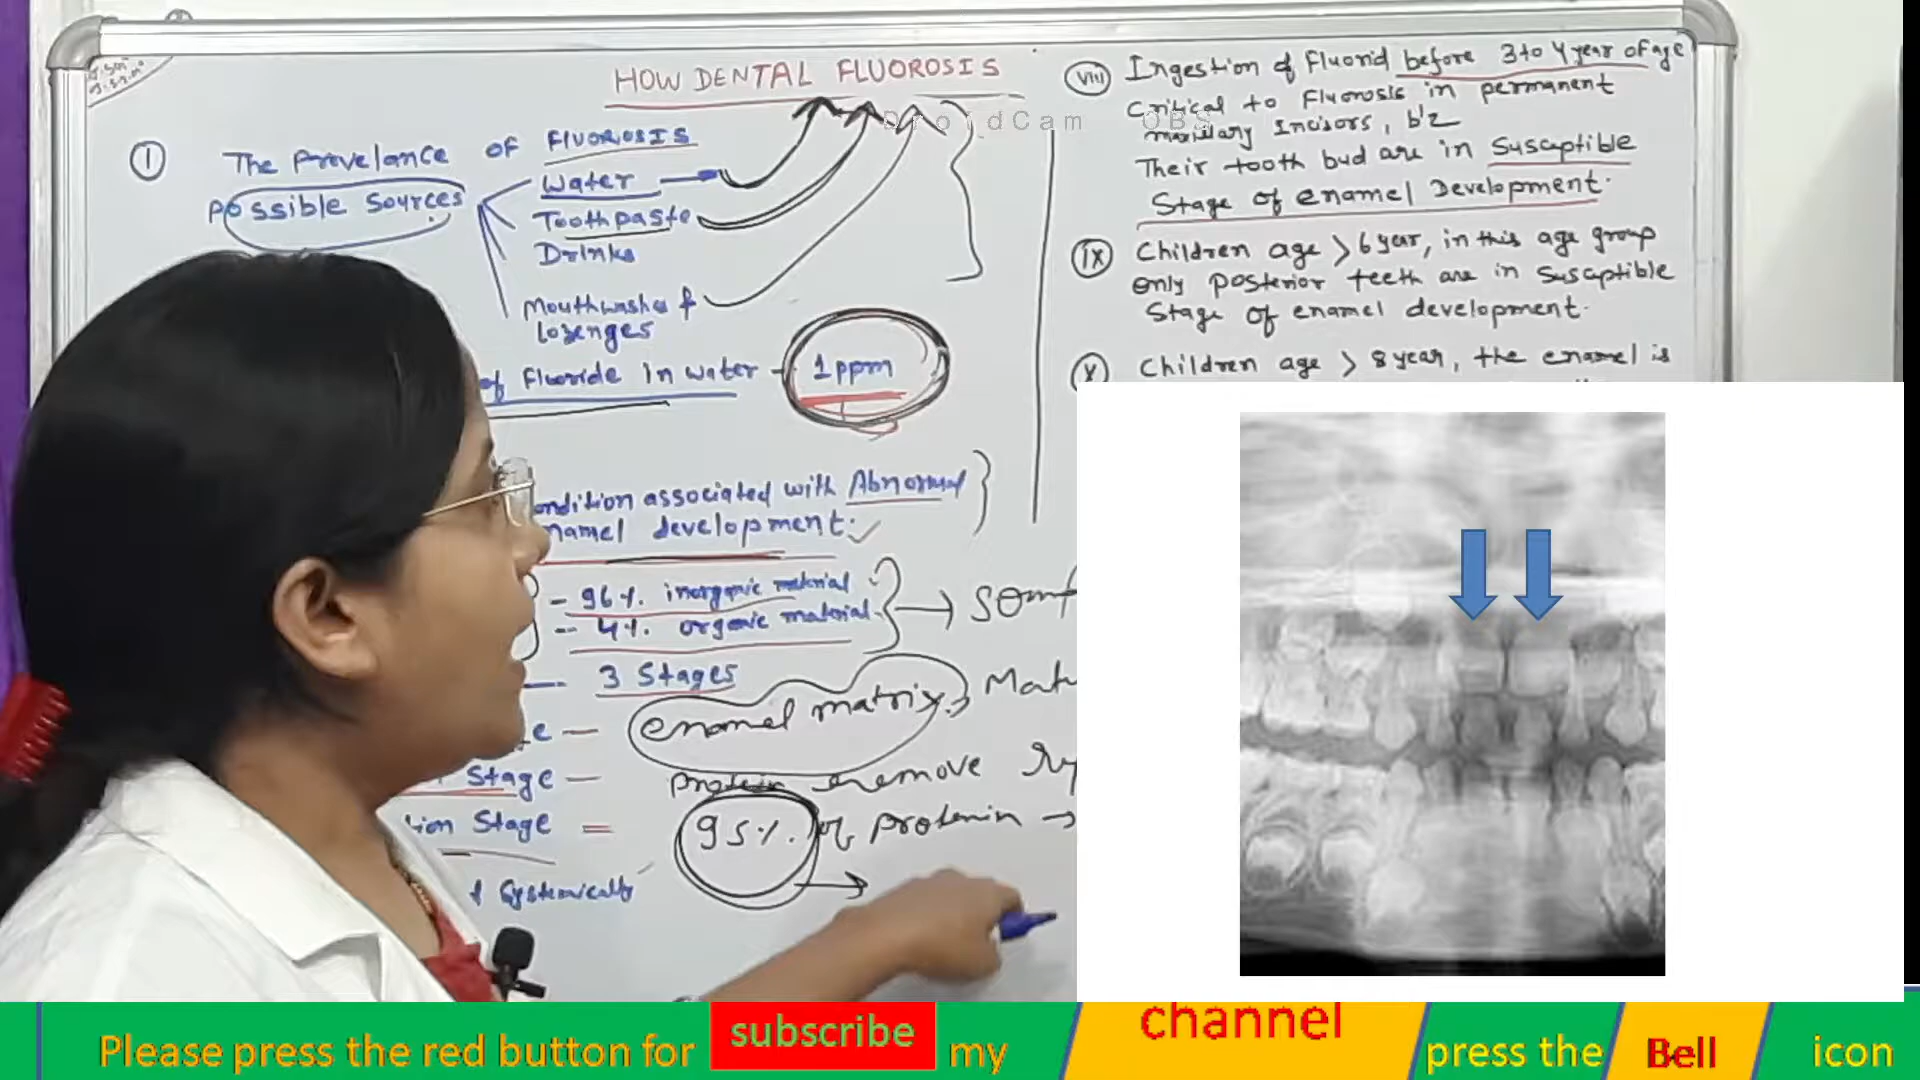 HOW DENTAL FLUOROSIS
DroidCam OBS
I
The Prevelance of FlUOROSIS
possible sources
water
Toothpaste
Drinks
Mouthwashes &
lozenges
of Fluoride in water - 1ppm
ondition associated with Abnormal
namel development.
- 96%. inorganic material
- 4%. organic material
3 Stages
enamel matrix
Stage - protein remove
tion Stage = 95%. of protenin →
Systemically
VIII Ingestion of Fluorid before 3 to 4 year of age
critical to Fluorosis in permanent
maxillary Incisors, b'z
Their tooth bud are in Susceptible
Stage of enamel Development.
IX Children age > 6 year, in this age group
only posterior teeth are in Susceptible
Stage of enamel development.
X Children age > 8 year, the enamel is
Please press the red button for subscribe my channel press the Bell icon